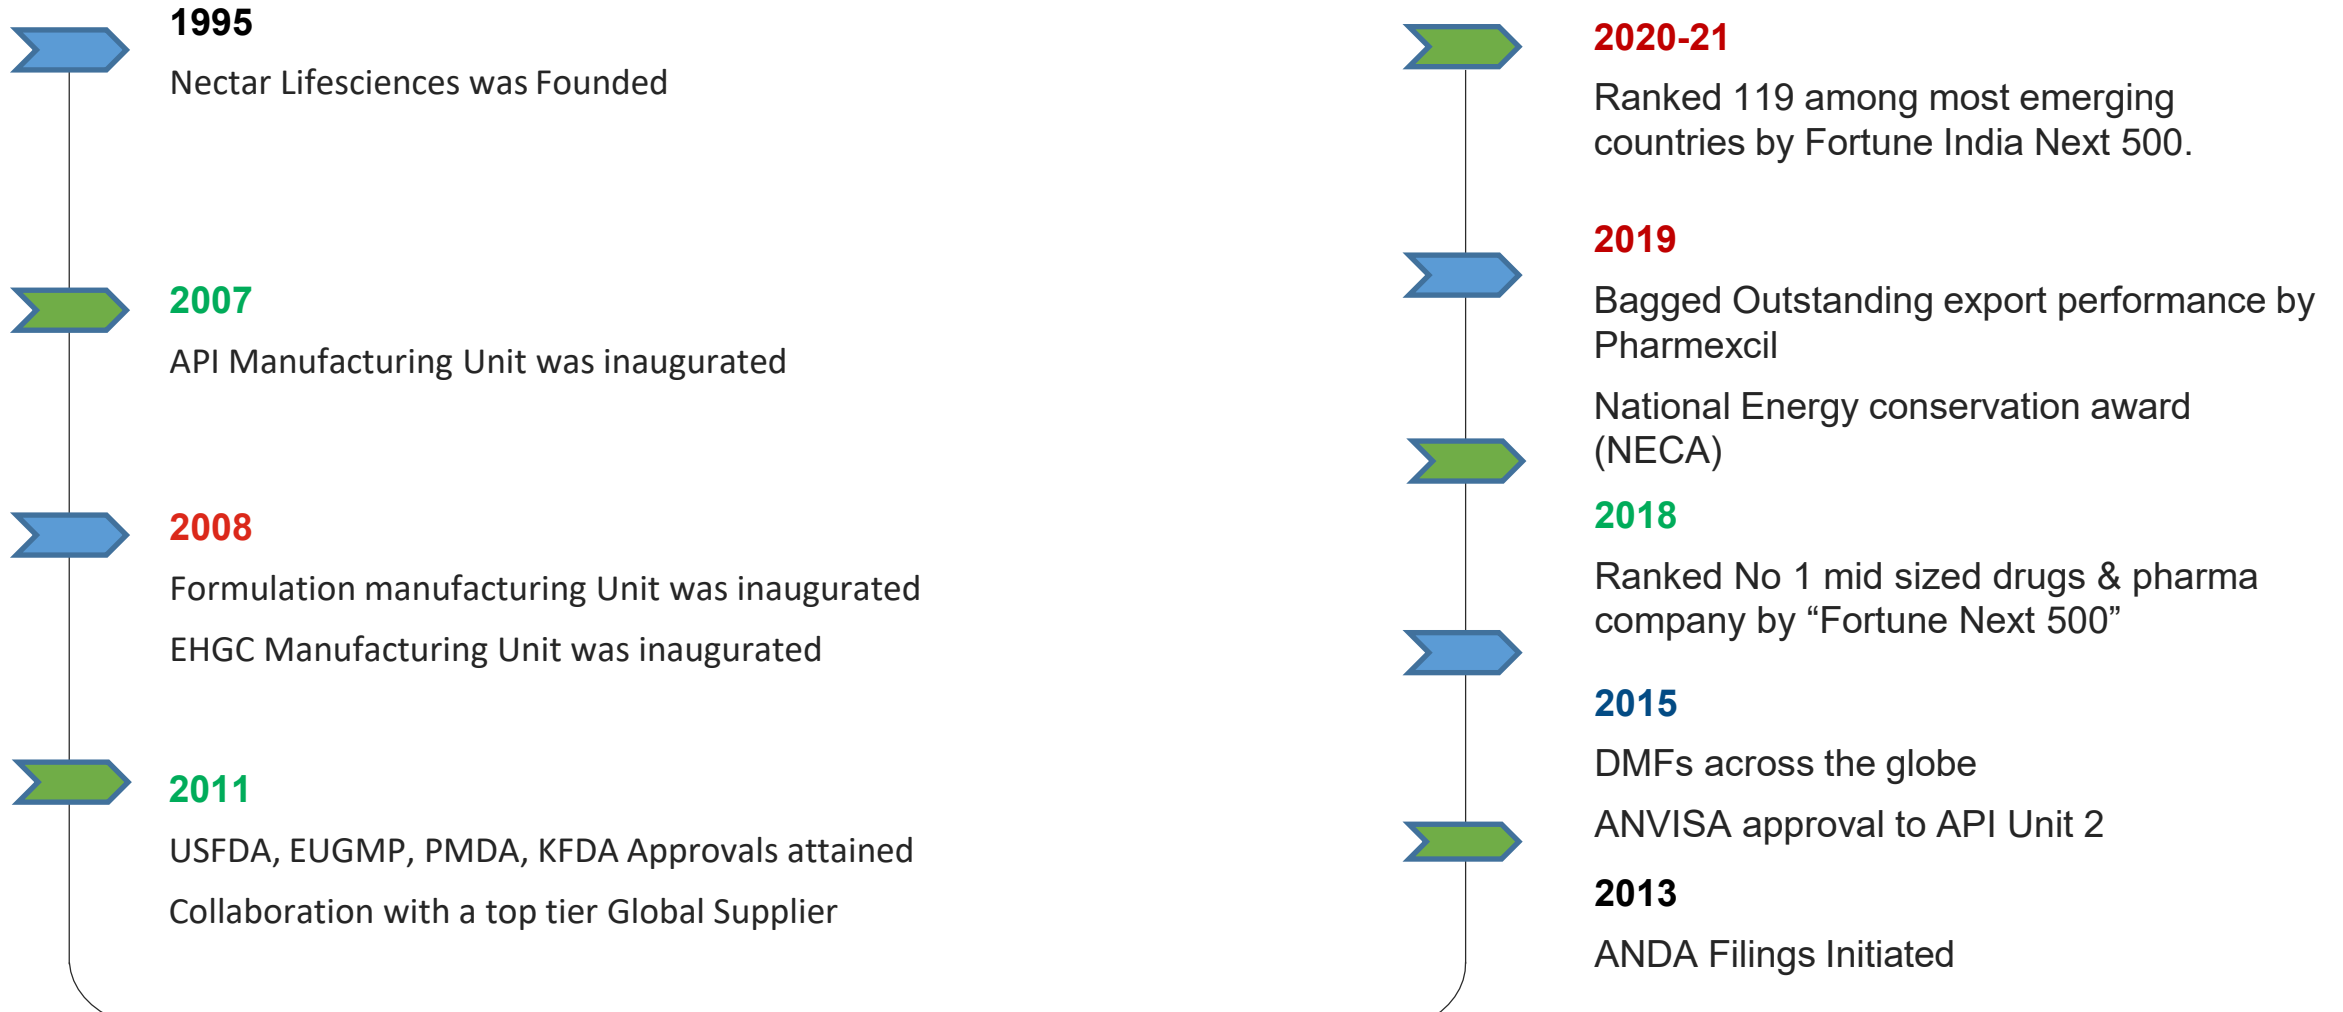 1995
Nectar Lifesciences was Founded
2007
API Manufacturing Unit was inaugurated
2008
Formulation manufacturing Unit was inaugurated
EHGC Manufacturing Unit was inaugurated
2011
USFDA, EUGMP, PMDA, KFDA Approvals attained
Collaboration with a top tier Global Supplier
2020-21
Ranked 119 among most emerging
countries by Fortune India Next 500.
2019
Bagged Outstanding export performance by
Pharmexcil
National Energy conservation award
(NECA)
2018
Ranked No 1 mid sized drugs & pharma
company by “Fortune Next 500”
2015
DMFs across the globe
ANVISA approval to API Unit 2
2013
ANDA Filings Initiated